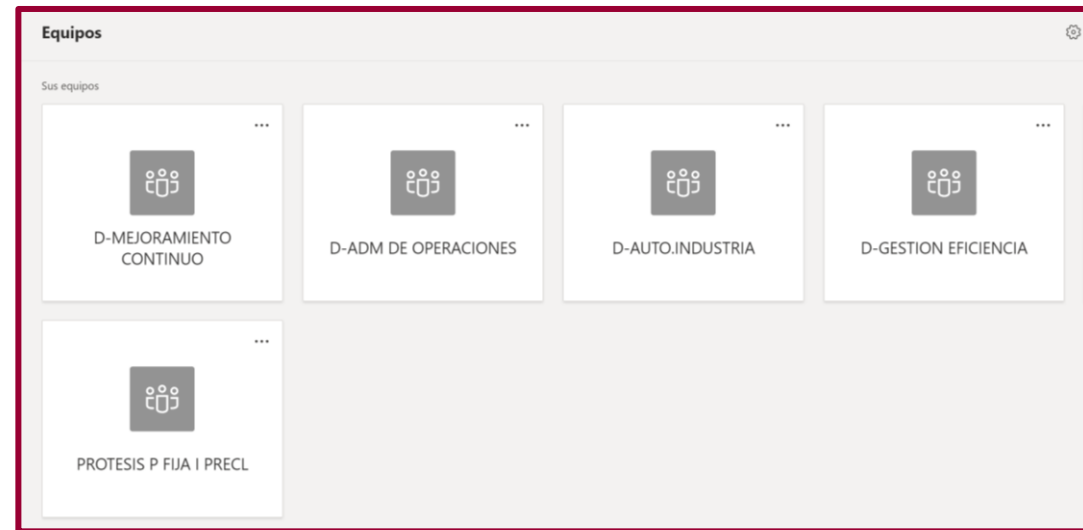 Equipos
Sus equipos
D-MEJORAMIENTO
CONTINUO
D-ADM DE OPERACIONES
D-AUTO.INDUSTRIA
D-GESTION EFICIENCIA
PROTESIS P FIJA I PRECL